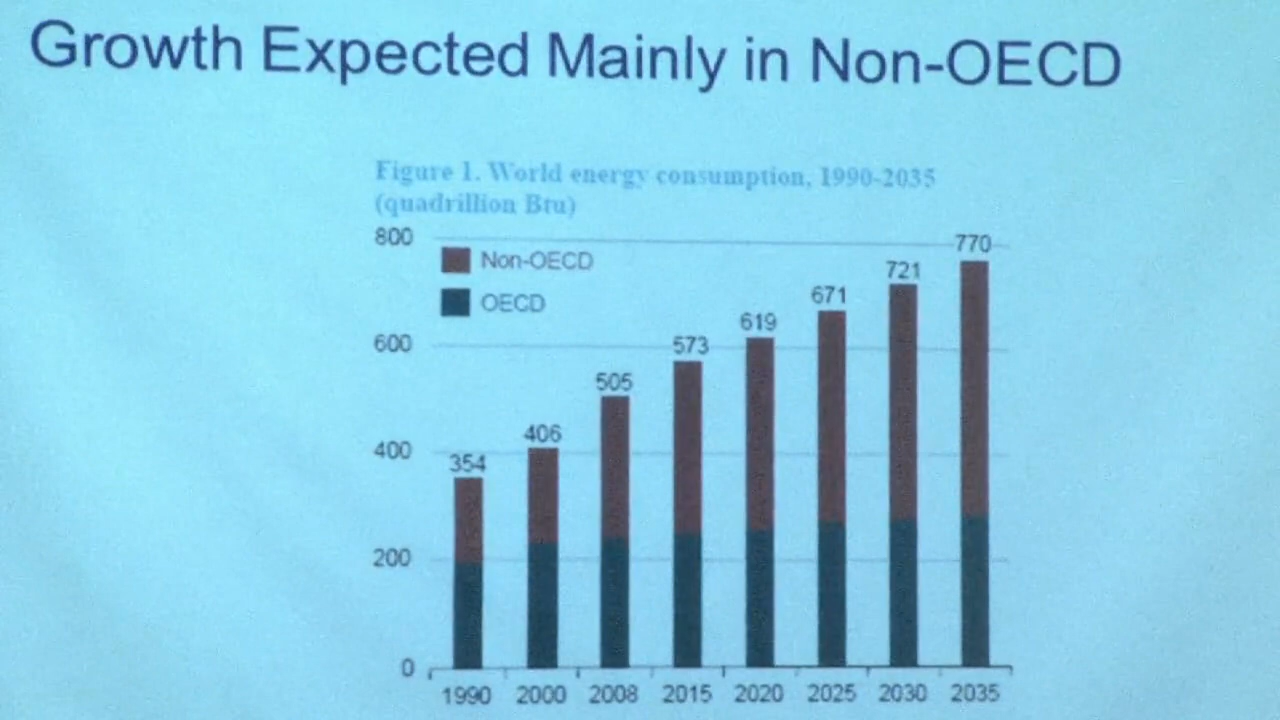 Growth Expected Mainly in Non-OECD
Figure 1. World energy consumption, 1990-2035
(quadrillion Btu)
800
770
Non-OECD
721
671
OECD
619
600
573
505
406
400
354
200
0
1990 2000 2008 2015 2020 2025 2030 2035